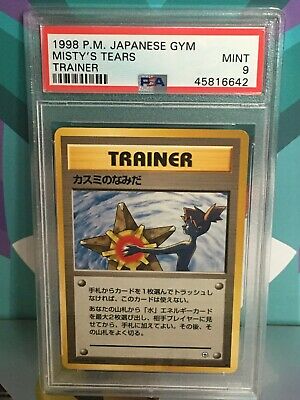 1998 P.M. JAPANESE GYM
MISTY'S TEARS
MINT
TRAINER
9
PSA
45816642
TRAINER
カスミのなみだ
手札からカードを1枚選んでトラッシュし
なければ、このカードは使えない。
あなたの山札から「水」エネルギーカード
を最大2枚選び出し、相手プレイヤーに見
せてから、手札に加えてよい。その後、そ
の山札をよくきる。